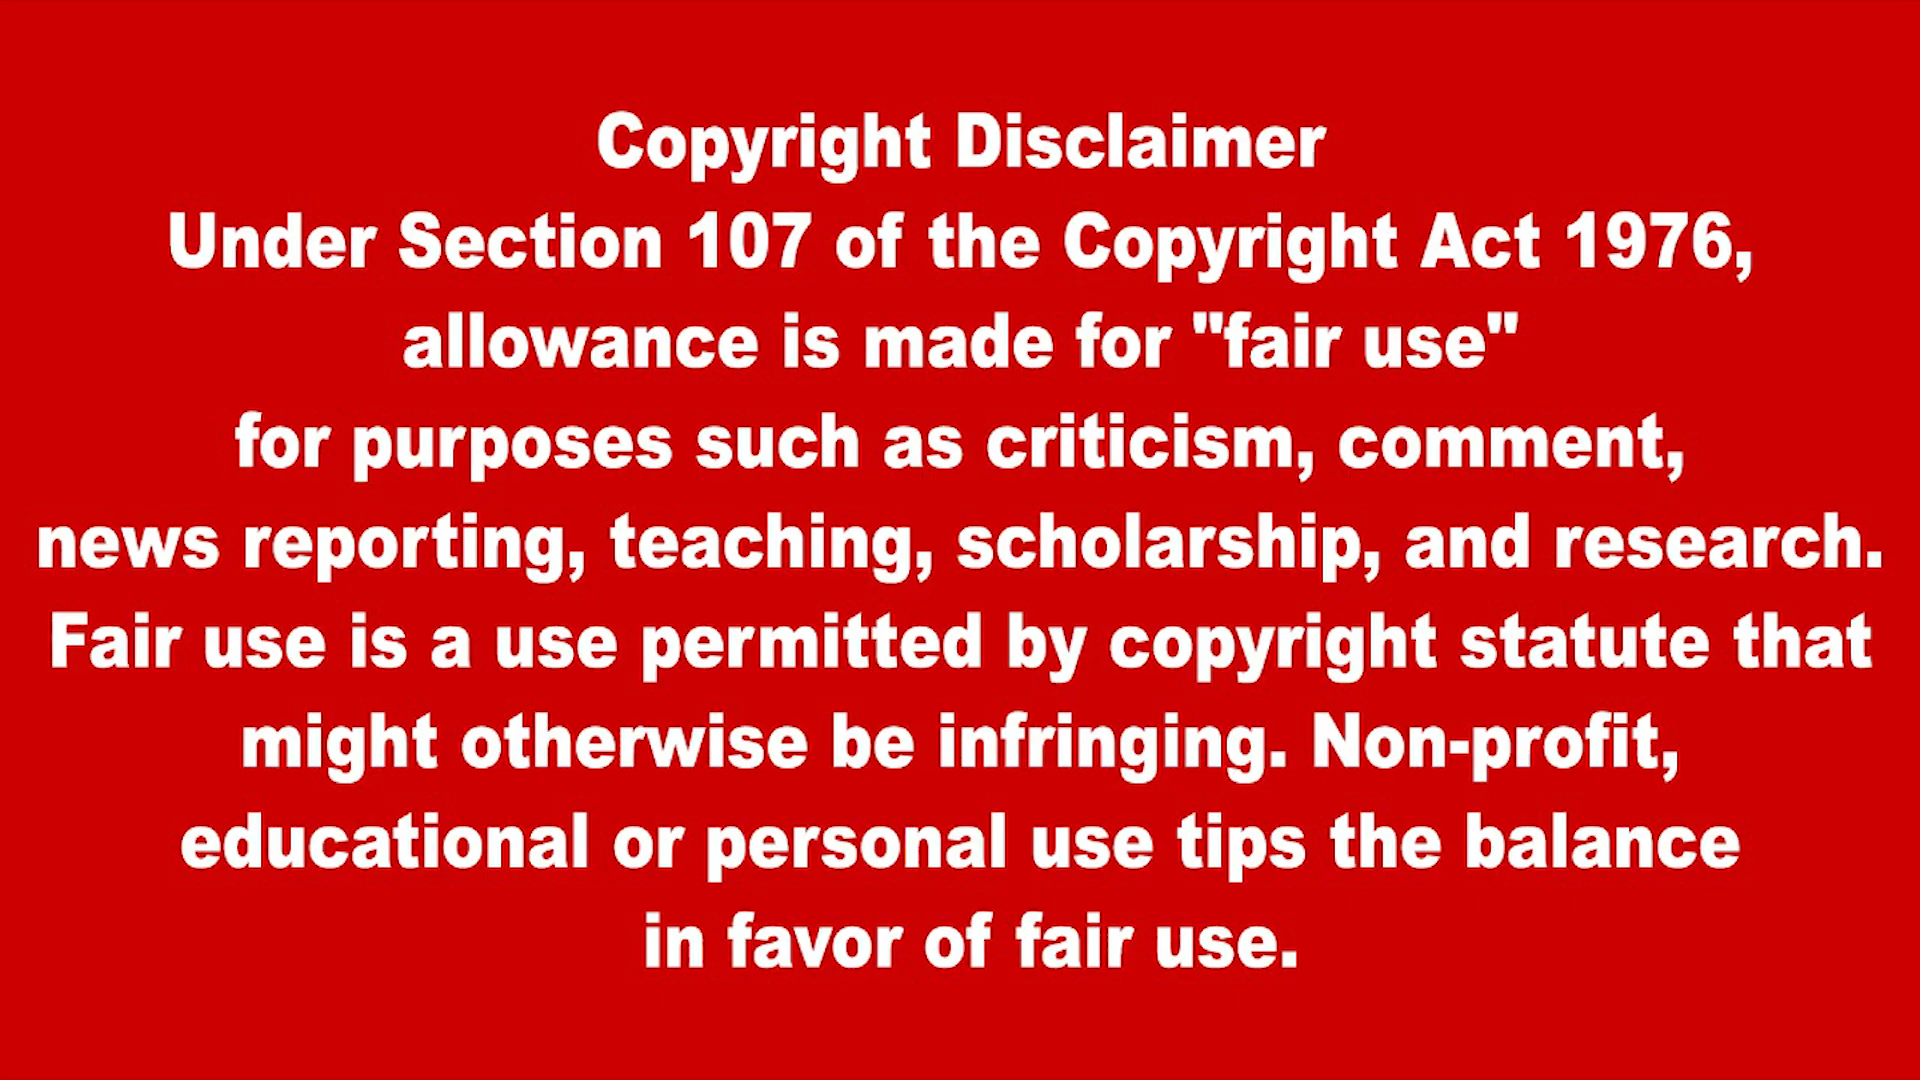 Copyright Disclaimer
Under Section 107 of the Copyright Act 1976,
allowance is made for "fair use"
for purposes such as criticism, comment,
news reporting, teaching, scholarship, and research.
Fair use is a use permitted by copyright statute that
might otherwise be infringing. Non-profit,
educational or personal use tips the balance
in favor of fair use.